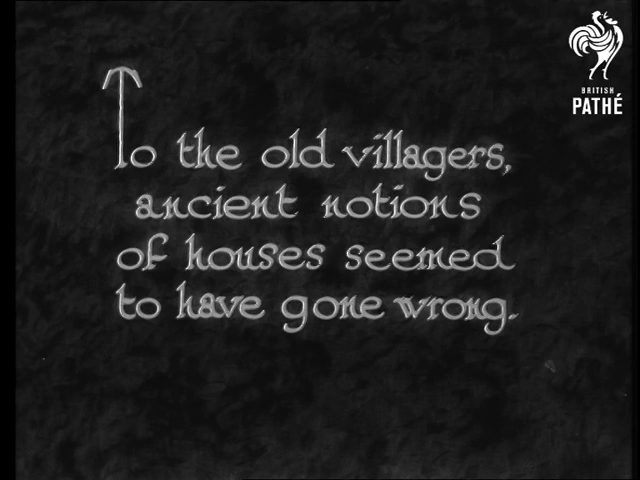 BRITISH
PATHÉ
To the old villagers,
ancient notions
of houses seemed
to have gone wrong.